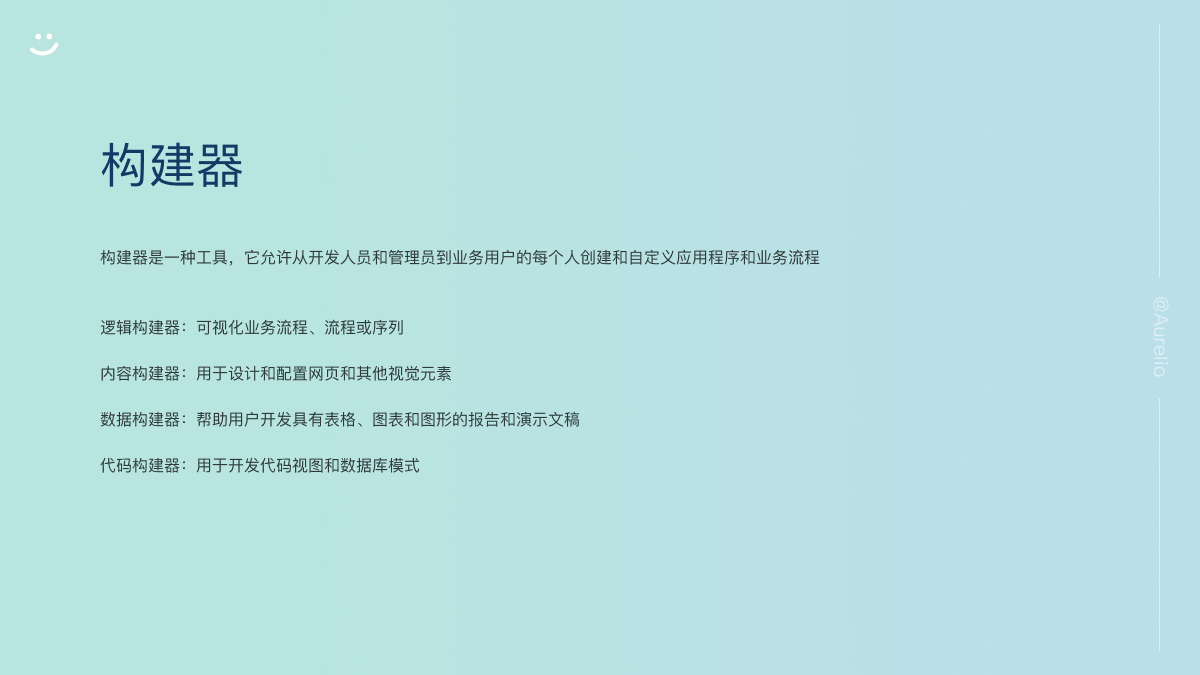 构建器
构建器是一种工具，它允许从开发人员和管理员到业务用户的每个人创建和自定义应用程序和业务流程
逻辑构建器：可视化业务流程、流程或序列
内容构建器：用于设计和配置网页和其他视觉元素
数据构建器：帮助用户开发具有表格、图表和图形的报告和演示文稿
代码构建器：用于开发代码视图和数据库模式
@Aurelio